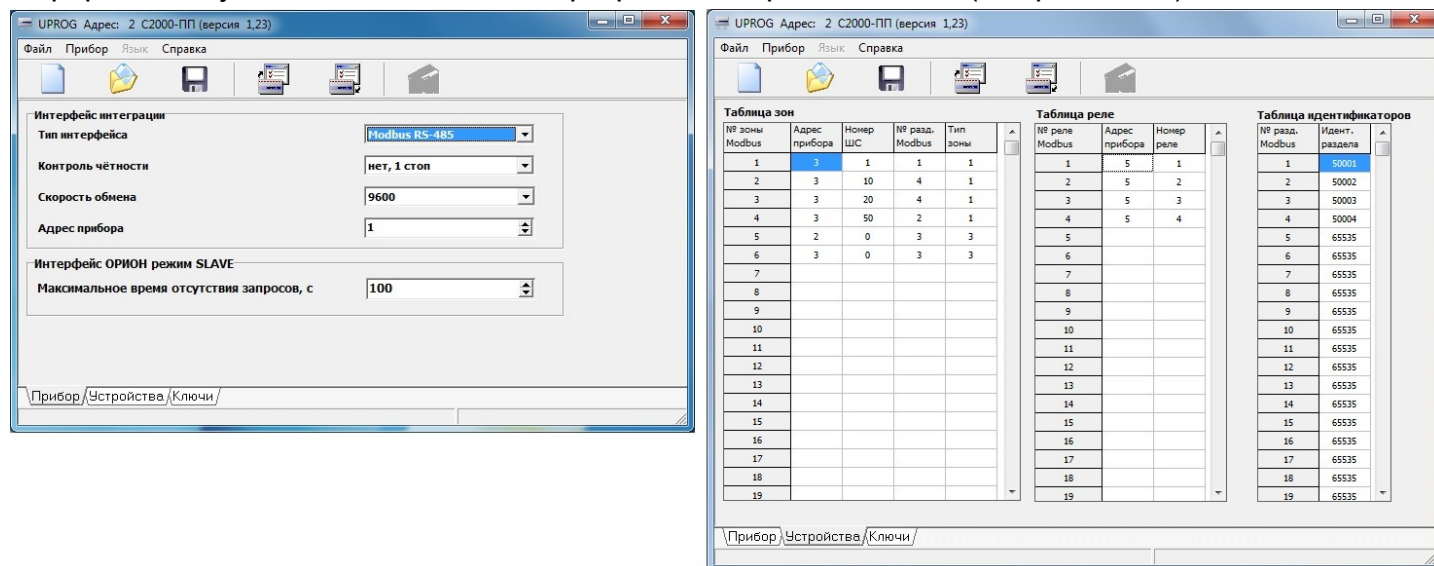 UPROG Адрес: 2 С2000-ПП (версия 1,23)
Файл Прибор Язык Справка
Интерфейс интеграции
Тип интерфейса Modbus RS-485
Контроль чётности нет, 1 стоп
Скорость обмена 9600
Адрес прибора 1
Интерфейс ОРИОН режим SLAVE
Максимальное время отсутствия запросов, с 100
Прибор Устройства Ключи
UPROG Адрес: 2 С2000-ПП (версия 1,23)
Файл Прибор Язык Справка
Таблица зон Таблица реле Таблица идентификаторов
№ зоны Адрес Номер № разд. Тип № реле Адрес Номер № разд. Идент.
Modbus прибора ШС Modbus зоны Modbus прибора реле Modbus раздела
1 3 1 1 1 1 5 1 1 50001
2 3 10 4 1 2 5 2 2 50002
3 3 20 4 1 3 5 3 3 50003
4 3 50 2 1 4 5 4 4 50004
5 2 0 3 3 5 5 65535
6 3 0 3 3 6 6 65535
7 7 7 65535
8 8 8 65535
9 9 9 65535
10 10 10 65535
11 11 11 65535
12 12 12 65535
13 13 13 65535
14 14 14 65535
15 15 15 65535
16 16 16 65535
17 17 17 65535
18 18 18 65535
19 19 19 65535
Прибор Устройства Ключи